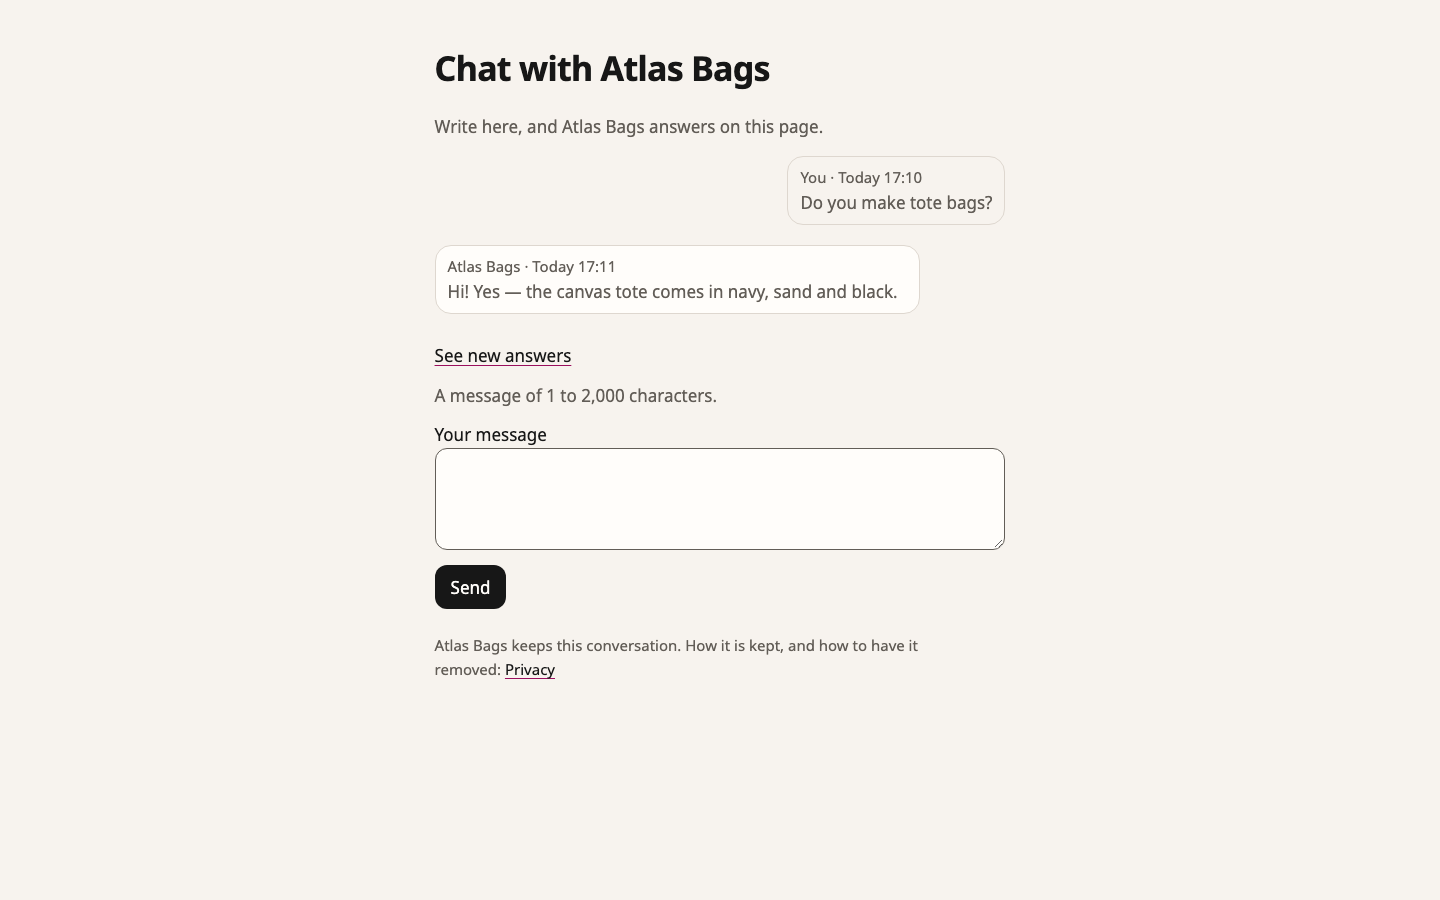 Chat with Atlas Bags
Write here, and Atlas Bags answers on this page.
You · Today 17:10
Do you make tote bags?
Atlas Bags · Today 17:11
Hi! Yes — the canvas tote comes in navy, sand and black.
See new answers
A message of 1 to 2,000 characters.
Your message
Send
Atlas Bags keeps this conversation. How it is kept, and how to have it
removed: Privacy